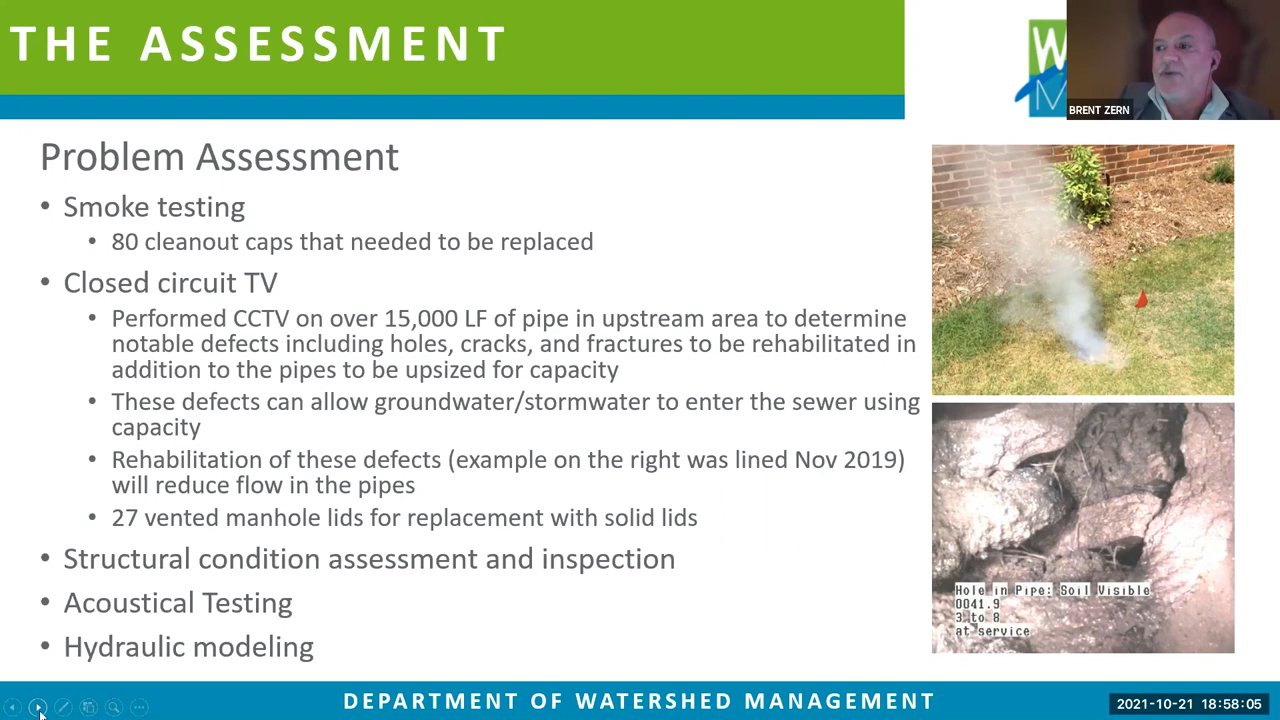 THE ASSESSMENT
W
M
BRENT ZERN
Problem Assessment
• Smoke testing
• 80 cleanout caps that needed to be replaced
• Closed circuit TV
• Performed CCTV on over 15,000 LF of pipe in upstream area to determine
notable defects including holes, cracks, and fractures to be rehabilitated in
addition to the pipes to be upsized for capacity
• These defects can allow groundwater/stormwater to enter the sewer using
capacity
• Rehabilitation of these defects (example on the right was lined Nov 2019)
will reduce flow in the pipes
• 27 vented manhole lids for replacement with solid lids
• Structural condition assessment and inspection
• Acoustical Testing
• Hydraulic modeling
Hole in Pipe: Soil Visible
0041.9
3 to 8
at service
DEPARTMENT OF WATERSHED MANAGEMENT
2021-10-21 18:58:05